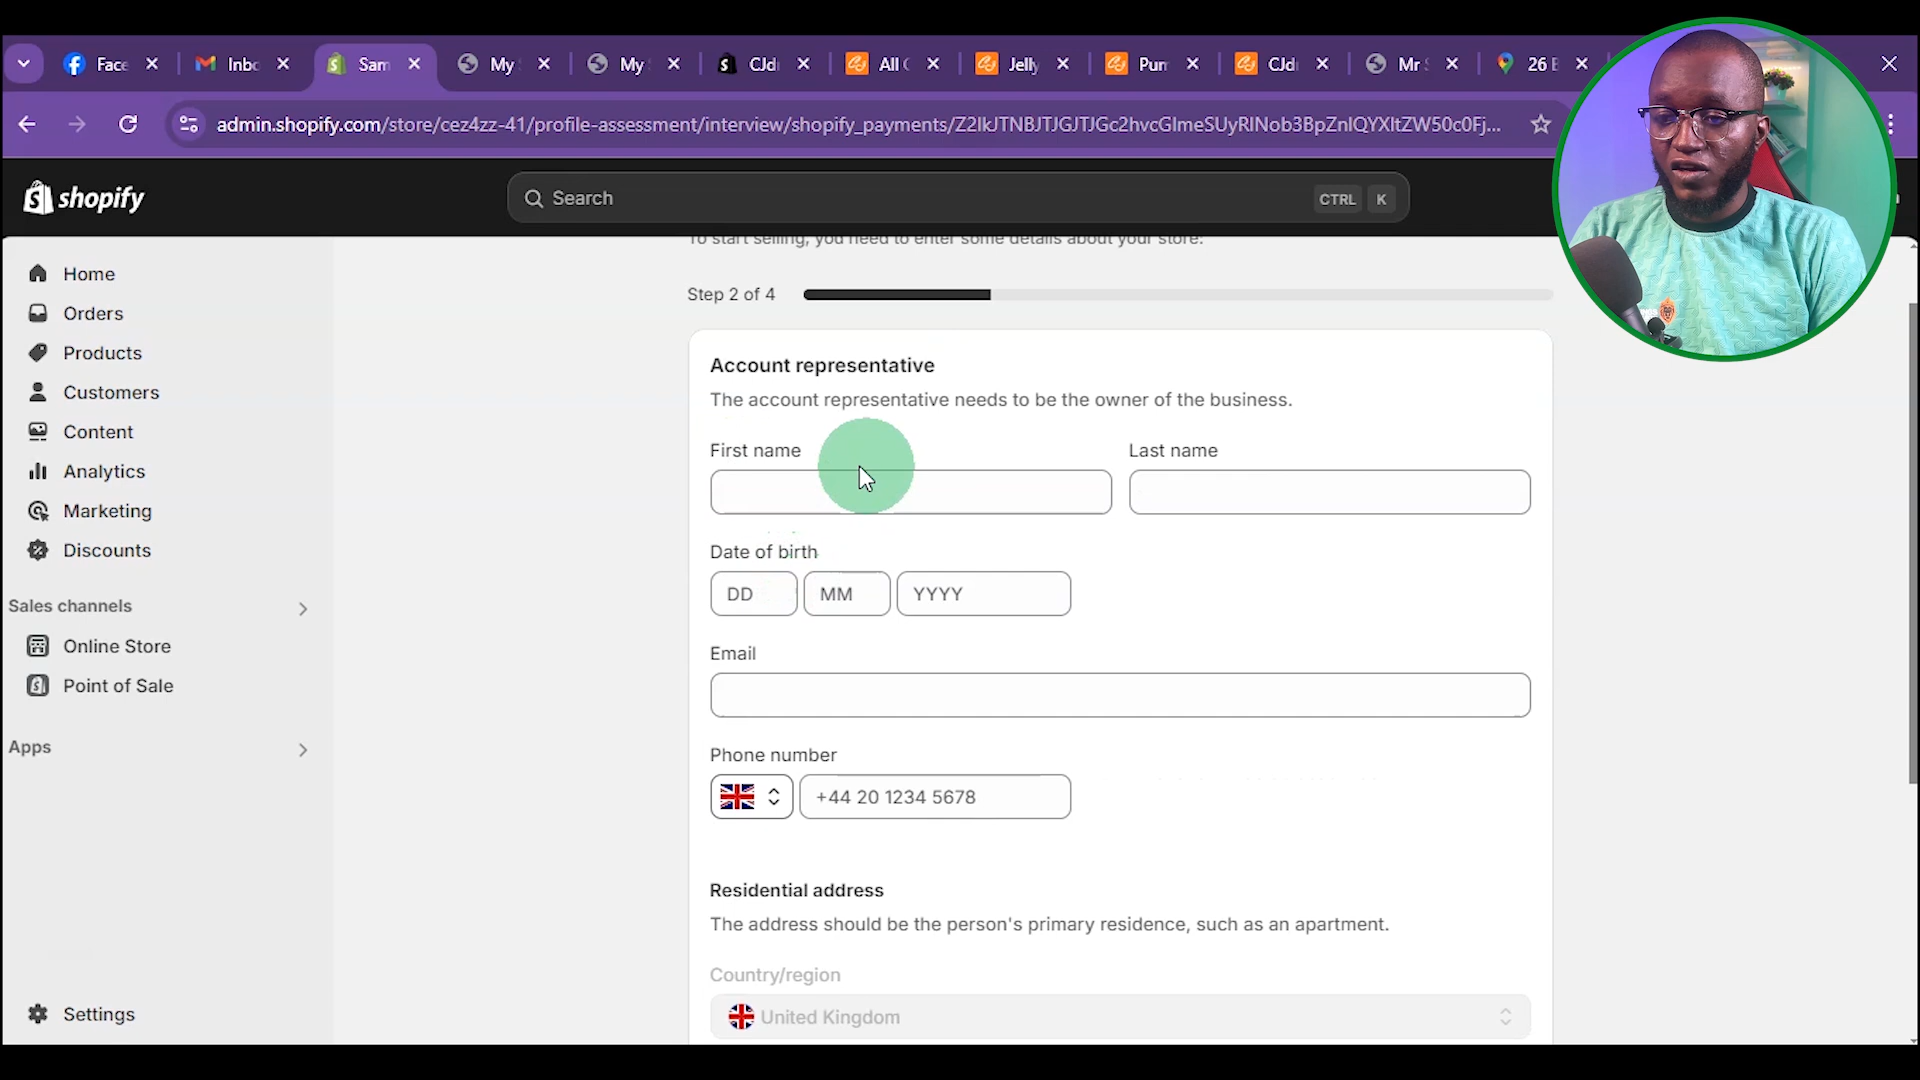 Face
Inbo
Sam
My
My
CJd
All C
Jelly
Pum
CJd
Mr
26 E
admin.shopify.com/store/cez4zz-41/profile-assessment/interview/shopify_payments/
shopify
Search
CTRL
K
Home
Orders
Products
Customers
Content
Analytics
Marketing
Discounts
Sales channels
Online Store
Point of Sale
Apps
Settings
To start selling, you need to enter some details about your store:
Step 2 of 4
Account representative
The account representative needs to be the owner of the business.
First name
Last name
Date of birth
DD
MM
YYYY
Email
Phone number
+44 20 1234 5678
Residential address
The address should be the person's primary residence, such as an apartment.
Country/region
United Kingdom